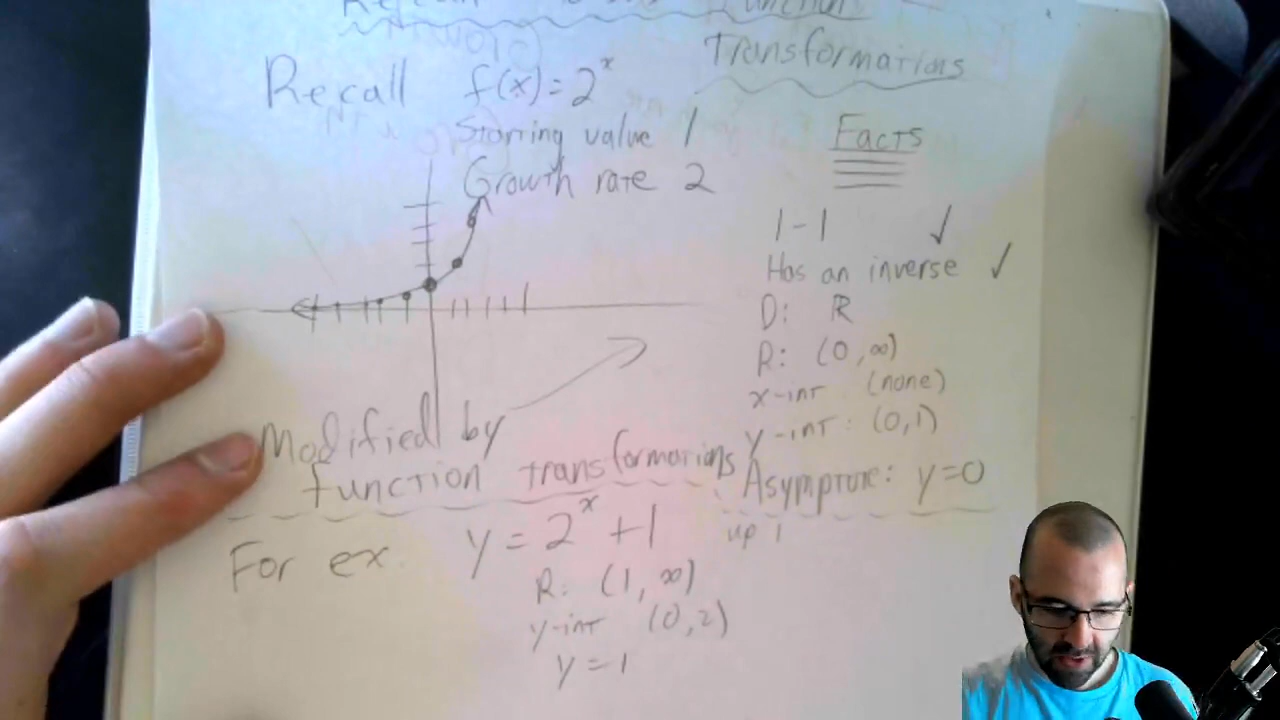 Function
Transformations
Recall f(x)=2^x
Starting value 1
Growth rate 2
Facts
1-1 ✓
Has an inverse ✓
D: ℝ
R: (0,∞)
x-int (none)
y-int: (0,1)
Asymptote: y=0
Modified by
function transformations
For ex. y=2^x+1
up 1
R: (1,∞)
y-int (0,2)
y=1